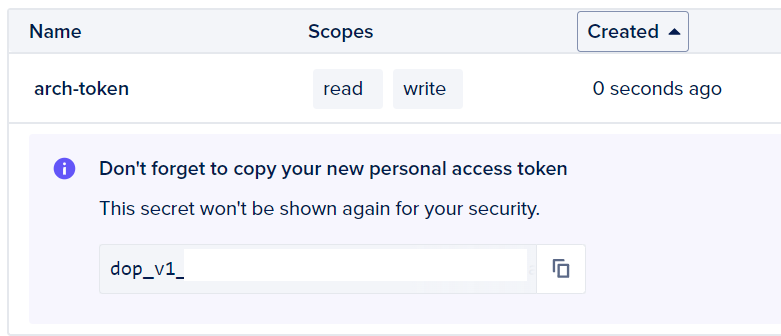 Name Scopes Created
arch-token read write 0 seconds ago
Don't forget to copy your new personal access token
This secret won't be shown again for your security.
dop_v1_